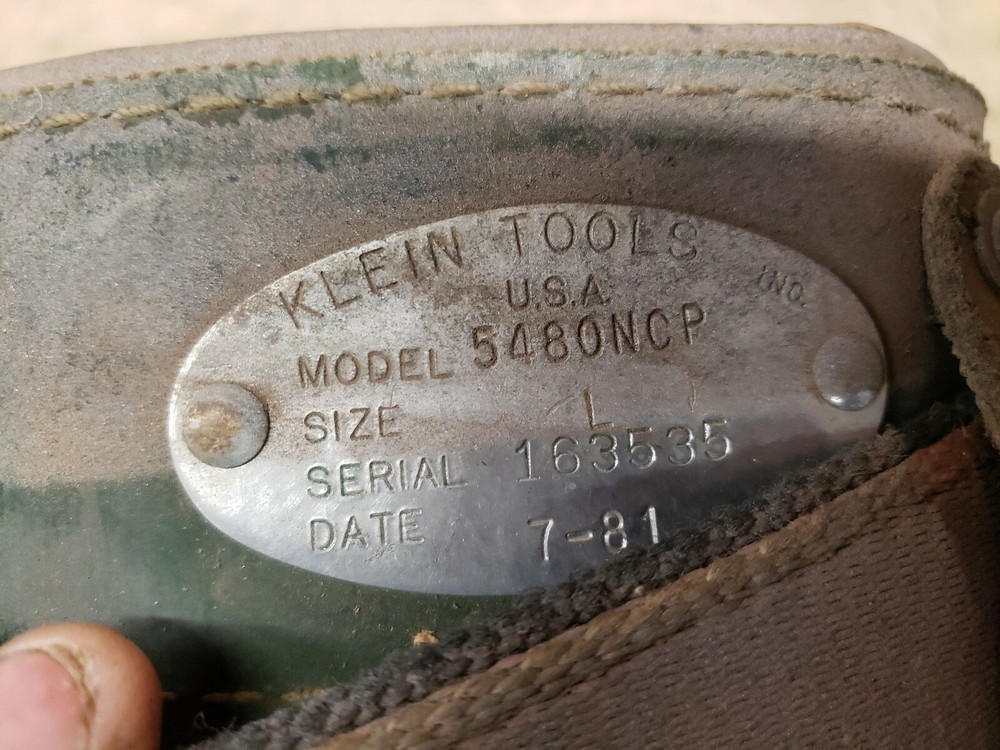 KLEIN TOOLS INC.
U.S.A.
MODEL 5480NCP
SIZE L
SERIAL 163535
DATE 7-81